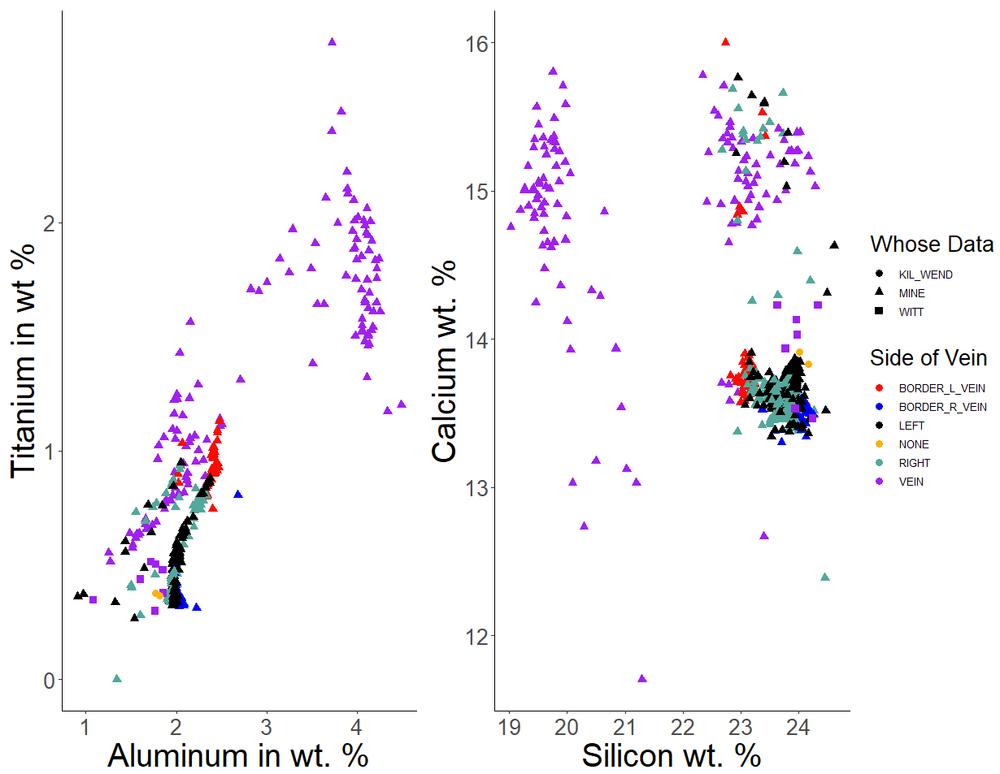 Titanium in wt %
2
1
0
1
2
3
4
Aluminum in wt. %
Calcium wt. %
16
15
14
13
12
19
20
21
22
23
24
Silicon wt. %
Whose Data
KIL_WEND
MINE
WITT
Side of Vein
BORDER_L_VEIN
BORDER_R_VEIN
LEFT
NONE
RIGHT
VEIN